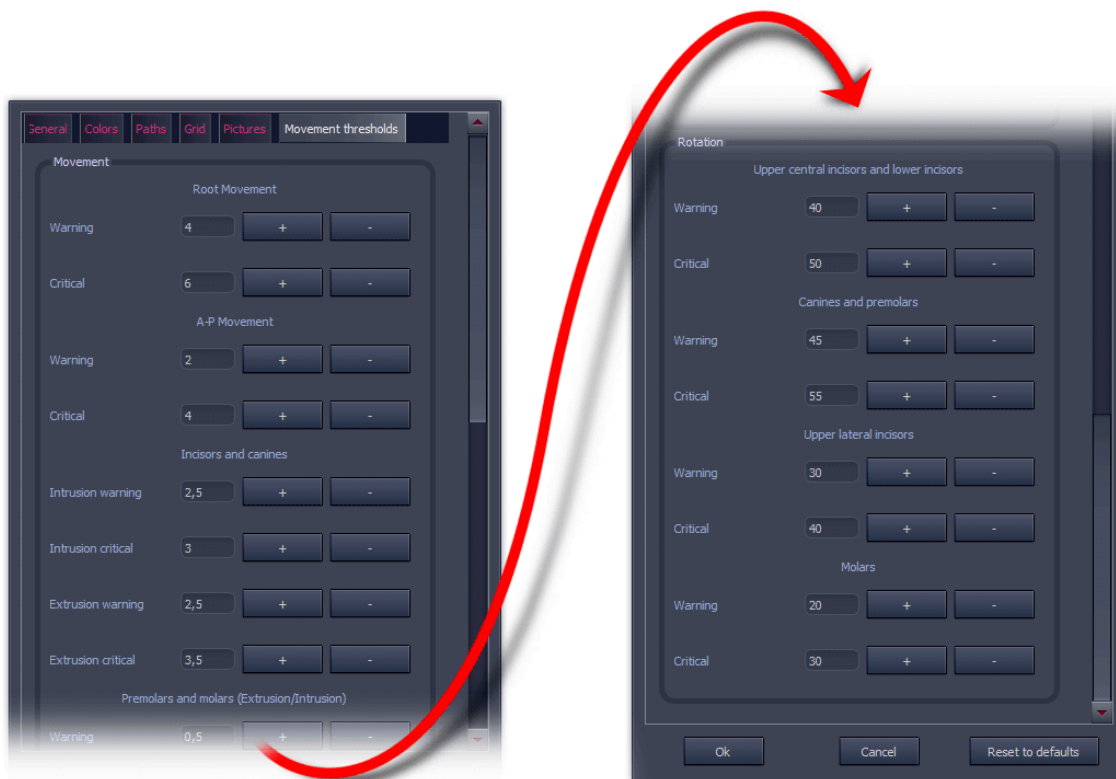 General Colors Paths Grid Pictures Movement thresholds
Movement
Root Movement
Warning 4 + -
Critical 6 + -
A-P Movement
Warning 2 + -
Critical 4 + -
Incisors and canines
Intrusion warning 2,5 + -
Intrusion critical 3 + -
Extrusion warning 2,5 + -
Extrusion critical 3,5 + -
Premolars and molars (Extrusion/Intrusion)
Warning 0,5 + -
Rotation
Upper central incisors and lower incisors
Warning 40 + -
Critical 50 + -
Canines and premolars
Warning 45 + -
Critical 55 + -
Upper lateral incisors
Warning 30 + -
Critical 40 + -
Molars
Warning 20 + -
Critical 30 + -
Ok Cancel Reset to defaults